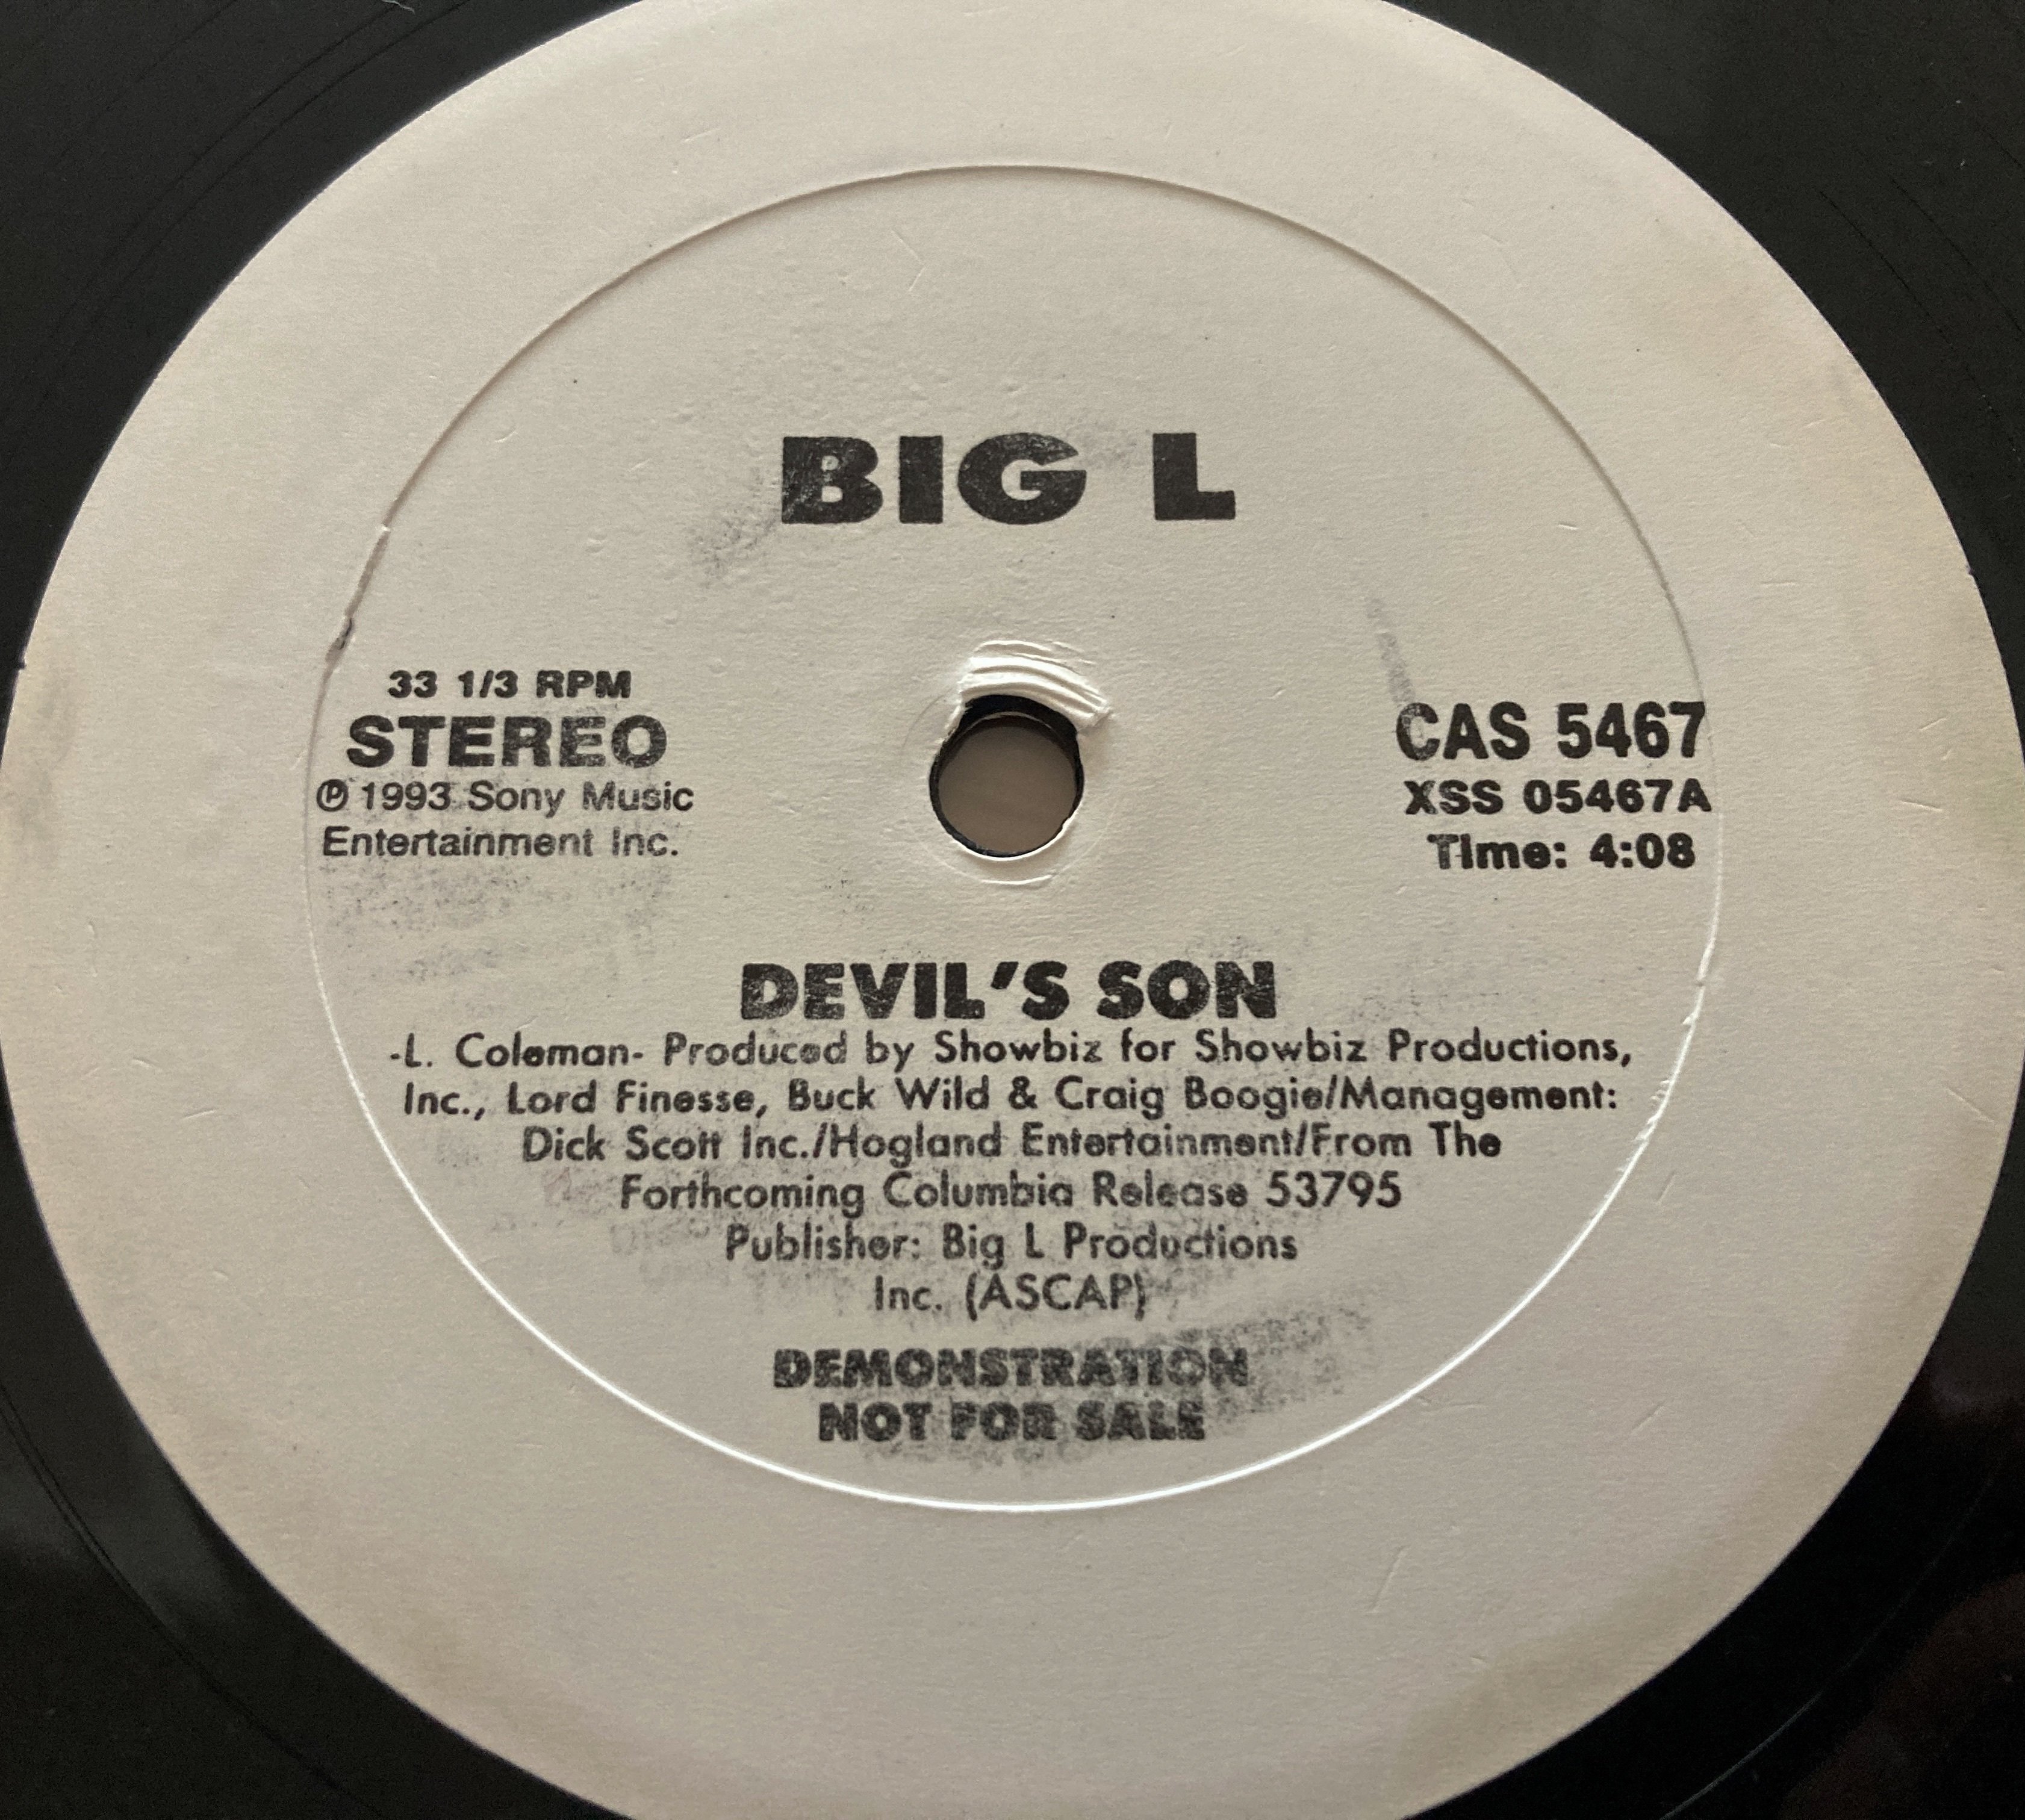 BIG L
33 1/3 RPM
STEREO
℗ 1993 Sony Music
Entertainment Inc.
CAS 5467
XSS 05467A
Time: 4:08
DEVIL'S SON
-L. Coleman- Produced by Showbiz for Showbiz Productions,
Inc., Lord Finesse, Buck Wild & Craig Boogie/Management:
Dick Scott Inc./Hogland Entertainment/From The
Forthcoming Columbia Release 53795
Publisher: Big L Productions
Inc. (ASCAP)
DEMONSTRATION
NOT FOR SALE